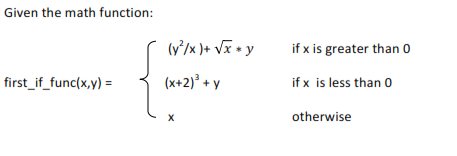 Given the math function:
(y²/x )+ √x * y if x is greater than 0
first_if_func(x,y) = (x+2)³ + y if x is less than 0
x otherwise